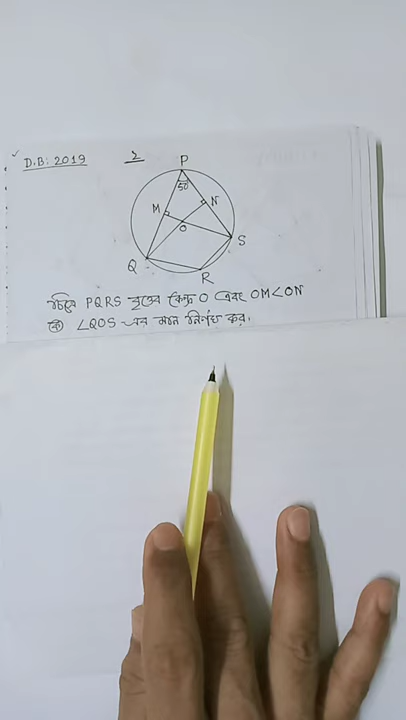 D.B: 2019
2
P
50°
M
N
O
S
Q
R
চিত্রে PQRS বৃত্তের কেন্দ্র O এবং OM<ON
ক ∠QOS এর মান নির্ণয় কর।